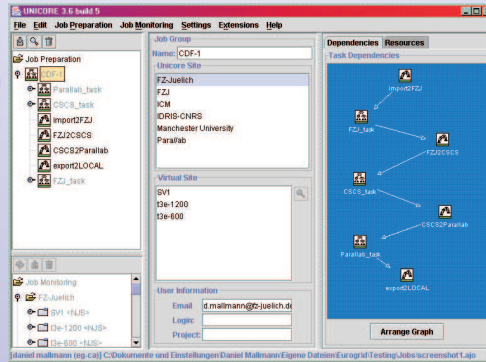 UNICORE 3.6 build 5
File Edit Job Preparation Job Monitoring Settings Extensions Help
Job Preparation
CDF-1
Parallab_task
CSCS_task
import2FZJ
FZJ2CSCS
CSCS2Parallab
export2LOCAL
FZJ_task
Job Monitoring
FZ-Juelich
SV1 <NJS>
t3e-1200 <NJS>
t3e-600 <NJS>
Job Group
Name: CDF-1
Unicore Site
FZ-Juelich
FZJ
ICM
IDRIS-CNRS
Manchester University
Parallab
Virtual Site
SV1
t3e-1200
t3e-600
User Information
Email d.mallmann@fz-juelich.de
Login:
Project:
Dependencies Resources
Task Dependencies
import2FZJ
FZJ_task
FZJ2CSCS
CSCS_task
CSCS2Parallab
Parallab_task
export2LOCAL
Arrange Graph
[daniel mallmann (eg-ca)] C:\Dokumente und Einstellungen\Daniel Mallmann\Eigene Dateien\Eurogrid\Testing\Jobs\screenshot1.ajo